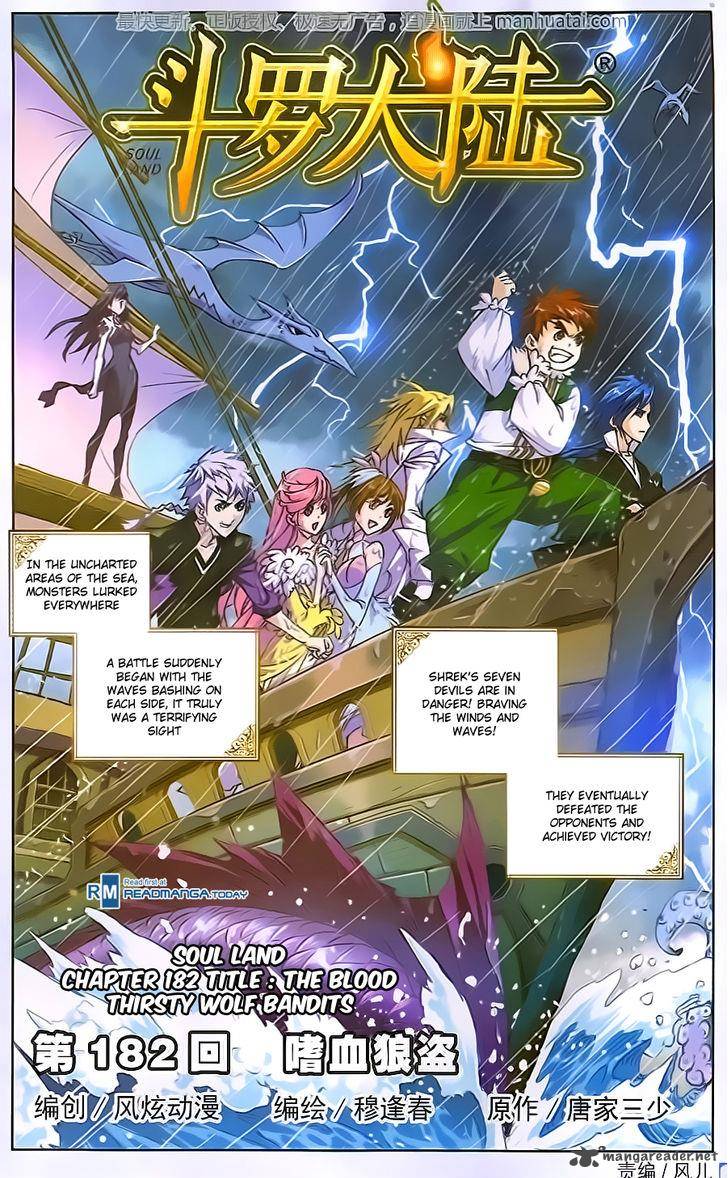 最快更新、正版授权、极速无广告，追漫画就上 manhuatai.com
斗罗大陆®
SOUL
LAND
IN THE UNCHARTED
AREAS OF THE SEA,
MONSTERS LURKED
EVERYWHERE
A BATTLE SUDDENLY
BEGAN WITH THE
WAVES BASHING ON
EACH SIDE, IT TRULY
WAS A TERRIFYING
SIGHT
SHREK'S SEVEN
DEVILS ARE IN
DANGER! BRAVING
THE WINDS AND
WAVES!
THEY EVENTUALLY
DEFEATED THE
OPPONENTS AND
ACHIEVED VICTORY!
RM Read first at
READMANGA.TODAY
SOUL LAND
CHAPTER 182 TITLE : THE BLOOD
THIRSTY WOLF BANDITS
第182回 嗜血狼盗
编创/风炫动漫 编绘/穆逢春 原作/唐家三少
mangareader.net
责编/风儿